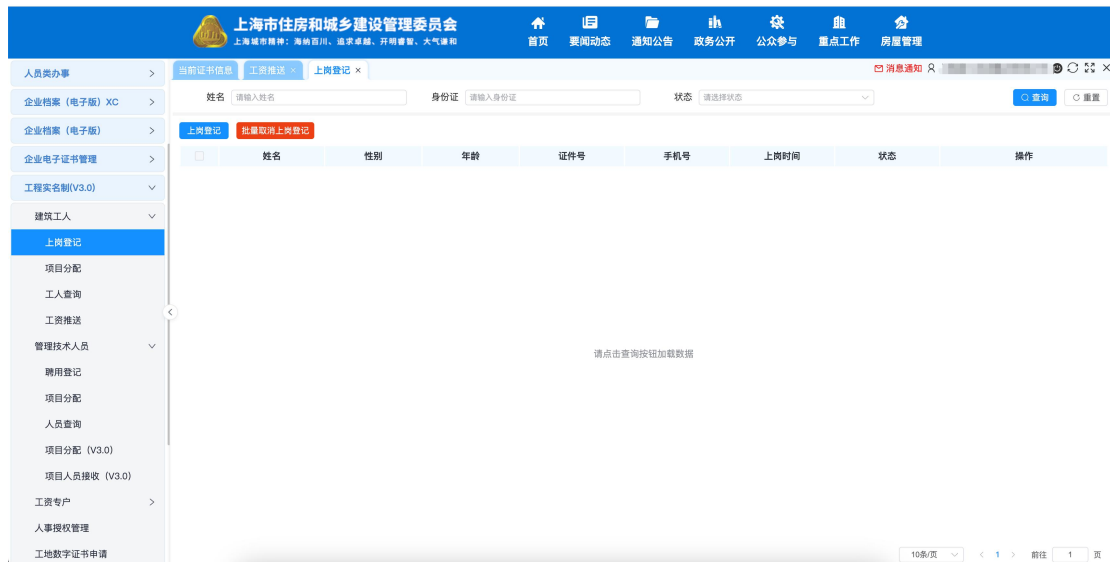 上海市住房和城乡建设管理委员会
上海城市精神：海纳百川、追求卓越、开明睿智、大气谦和
首页 要闻动态 通知公告 政务公开 公众参与 重点工作 房屋管理
人员类办事
企业档案（电子版）XC
企业档案（电子版）
企业电子证书管理
工程实名制(V3.0)
建筑工人
上岗登记
项目分配
工人查询
工资推送
管理技术人员
聘用登记
项目分配
人员查询
项目分配（V3.0）
项目人员接收（V3.0）
工资专户
人事授权管理
工地数字证书申请
当前证书信息 工资推送 × 上岗登记 ×
消息通知
姓名 请输入姓名 身份证 请输入身份证 状态 请选择状态 查询 重置
上岗登记 批量取消上岗登记
姓名 性别 年龄 证件号 手机号 上岗时间 状态 操作
请点击查询按钮加载数据
10条/页 < 1 > 前往 1 页